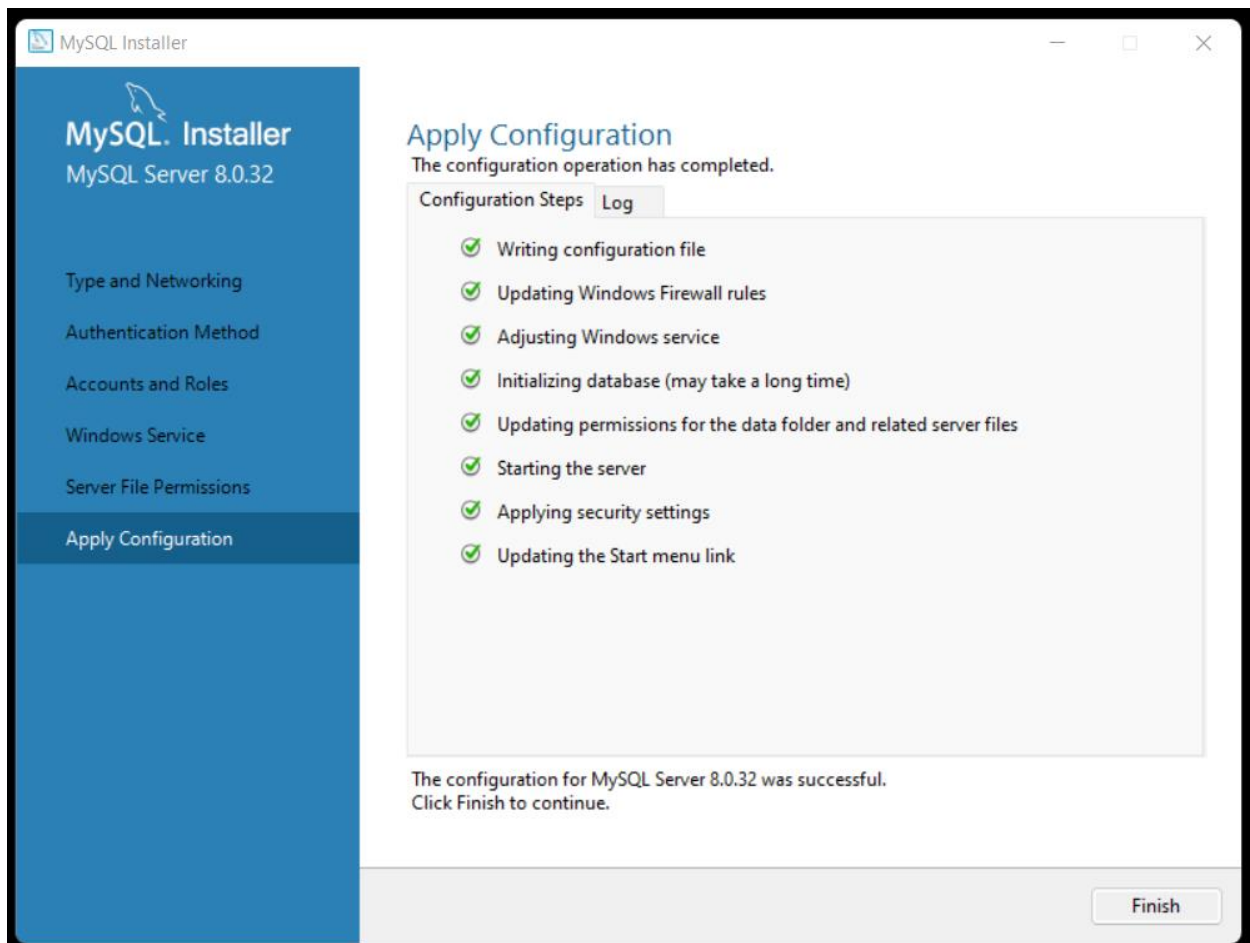 MySQL Installer
MySQL. Installer
MySQL Server 8.0.32
Type and Networking
Authentication Method
Accounts and Roles
Windows Service
Server File Permissions
Apply Configuration
Apply Configuration
The configuration operation has completed.
Configuration Steps Log
Writing configuration file
Updating Windows Firewall rules
Adjusting Windows service
Initializing database (may take a long time)
Updating permissions for the data folder and related server files
Starting the server
Applying security settings
Updating the Start menu link
The configuration for MySQL Server 8.0.32 was successful.
Click Finish to continue.
Finish